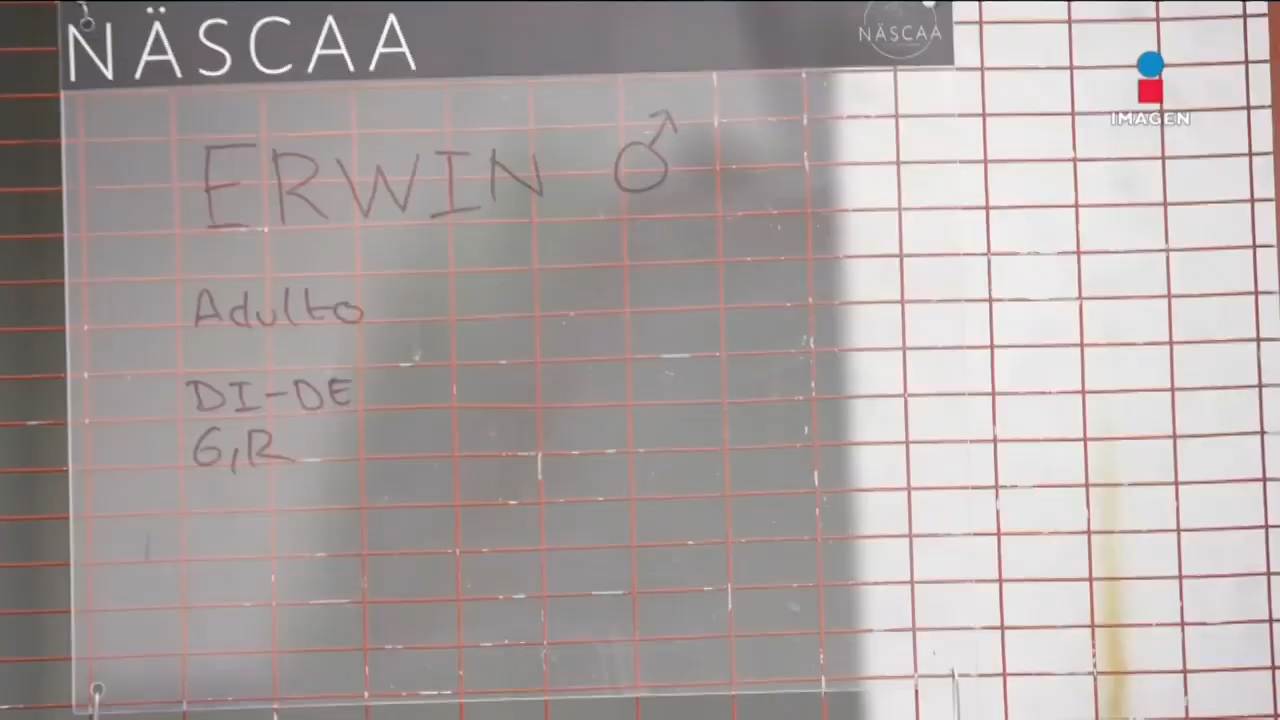 NÄSCAA
NÄSCAA
IMAGEN
ERWIN ♂
Adulto
DI-DE
G,R